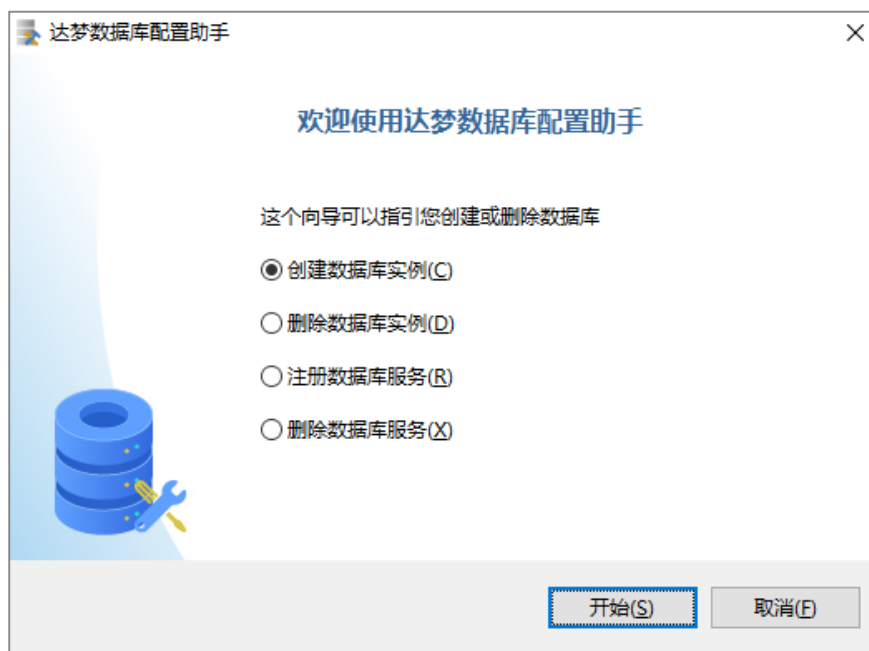 达梦数据库配置助手
欢迎使用达梦数据库配置助手
这个向导可以指引您创建或删除数据库
创建数据库实例(C)
删除数据库实例(D)
注册数据库服务(R)
删除数据库服务(X)
开始(S)
取消(F)